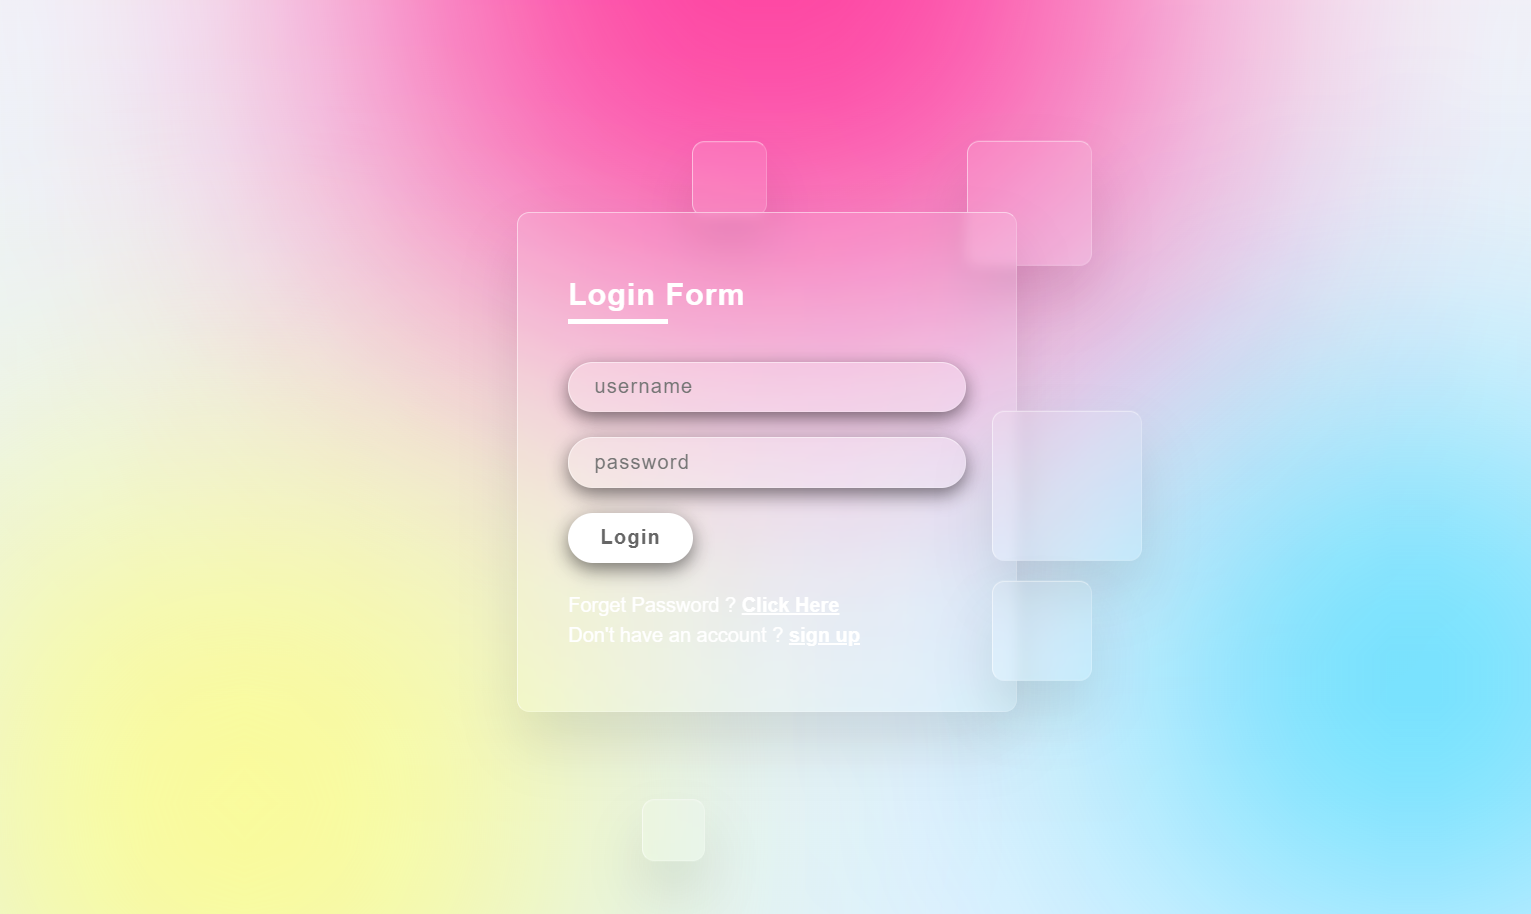 Login Form
username
password
Login
Forget Password ? Click Here
Don't have an account ? sign up